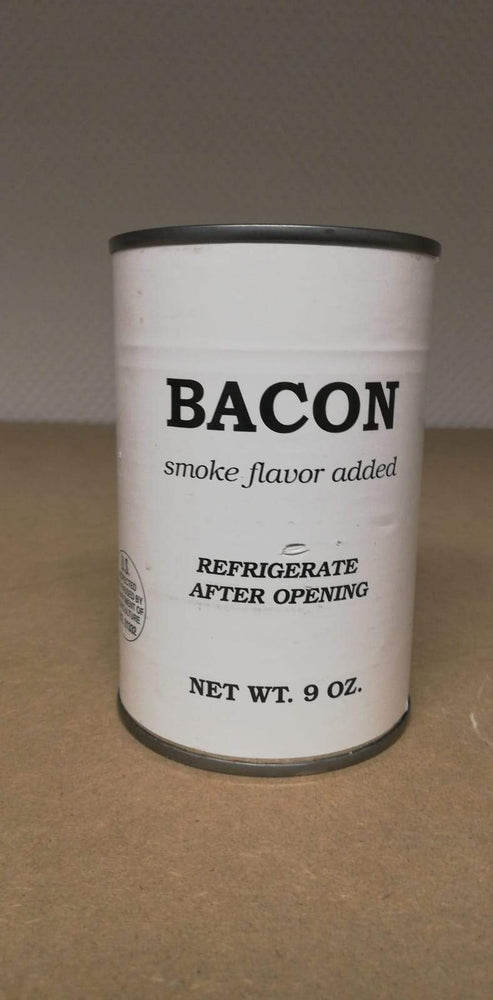 BACON
smoke flavor added
REFRIGERATE
AFTER OPENING
NET WT. 9 OZ.
U.S.